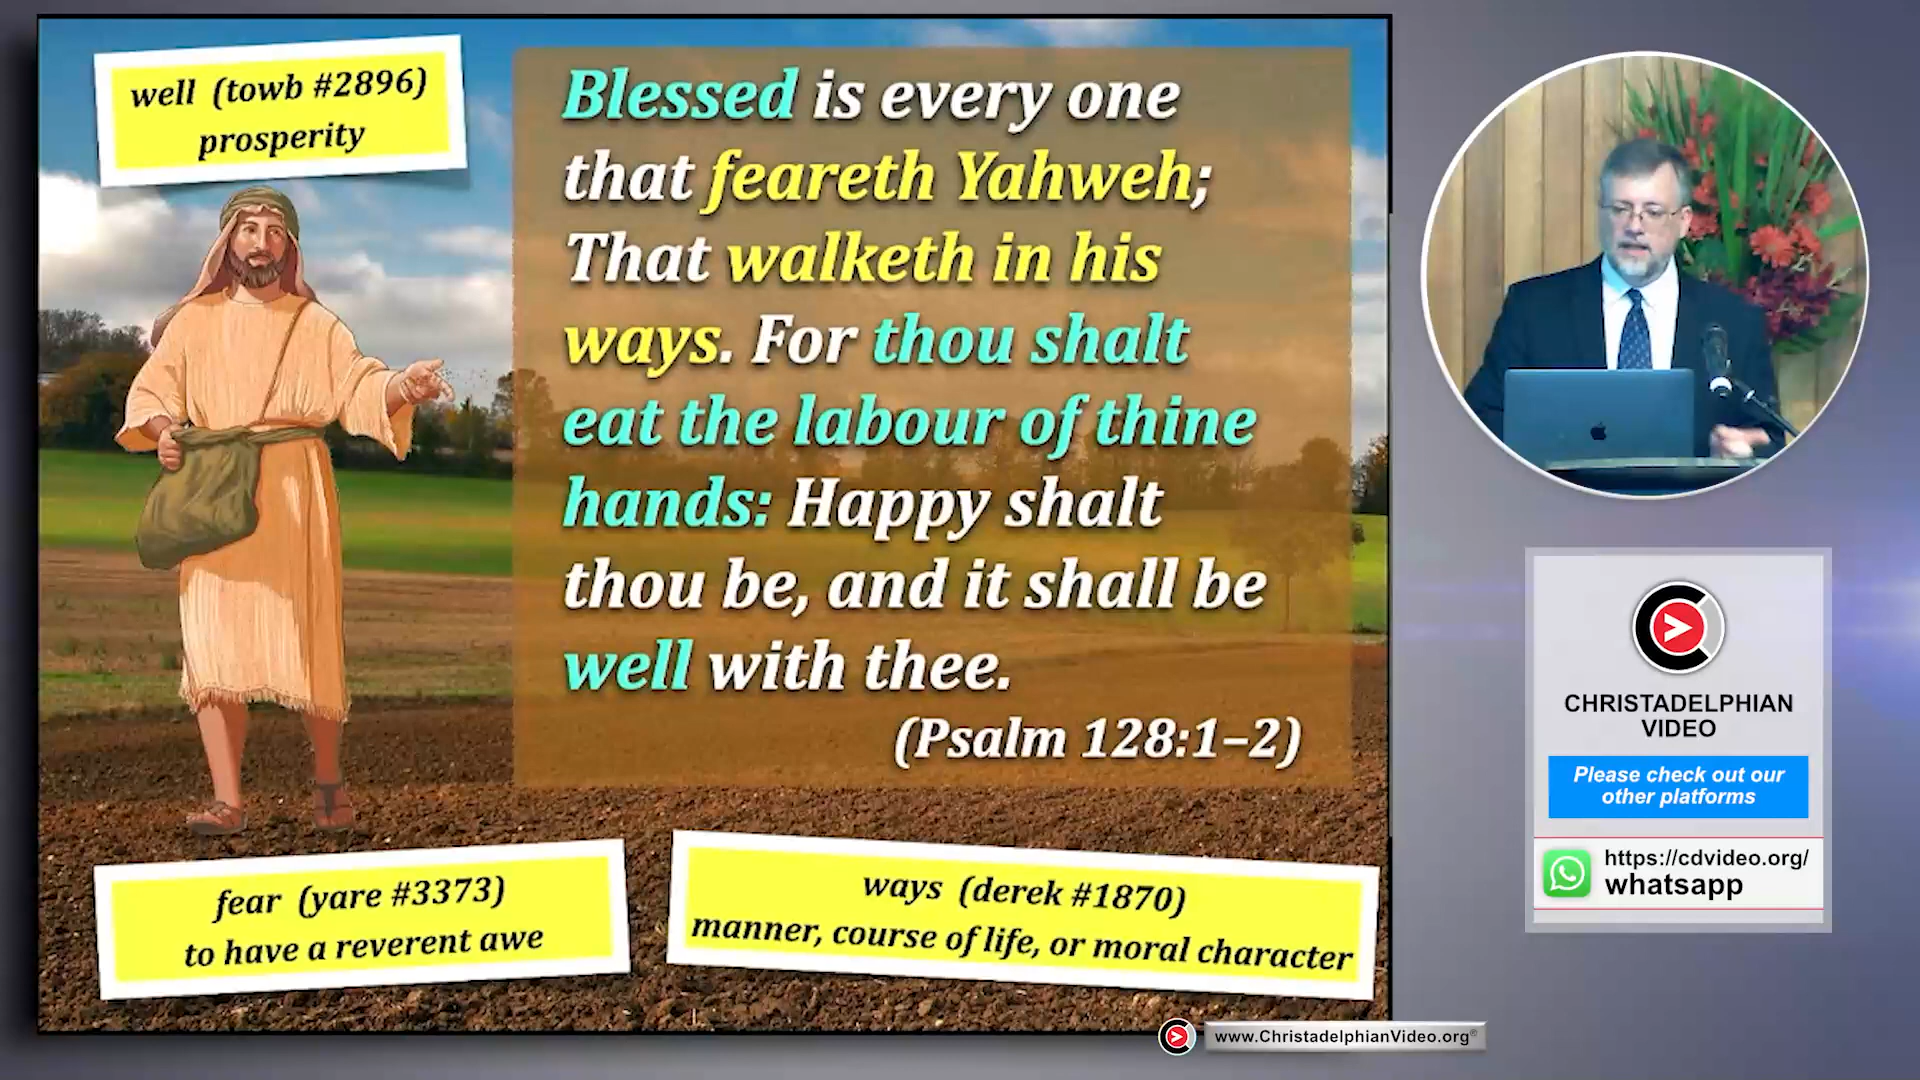 well (towb #2896)
prosperity
Blessed is every one
that feareth Yahweh;
That walketh in his
ways. For thou shalt
eat the labour of thine
hands: Happy shalt
thou be, and it shall be
well with thee.
(Psalm 128:1–2)
fear (yare #3373)
to have a reverent awe
ways (derek #1870)
manner, course of life, or moral character
CHRISTADELPHIAN
VIDEO
Please check out our
other platforms
https://cdvideo.org/
whatsapp
www.ChristadelphianVideo.org®